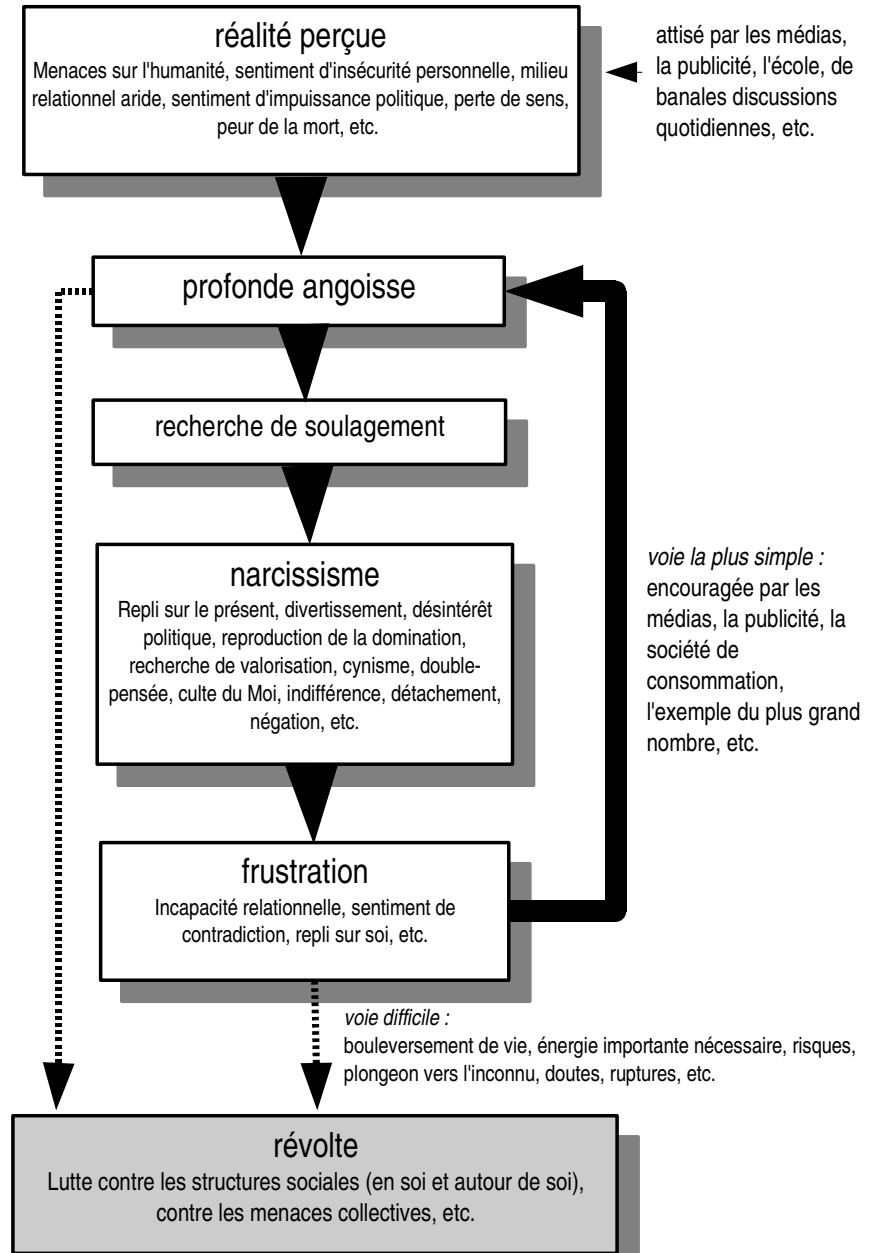 réalité perçue
Menaces sur l'humanité, sentiment d'insécurité personnelle, milieu
relationnel aride, sentiment d'impuissance politique, perte de sens,
peur de la mort, etc.
attisé par les médias,
la publicité, l'école, de
banales discussions
quotidiennes, etc.
profonde angoisse
recherche de soulagement
narcissisme
Repli sur le présent, divertissement, désintérêt
politique, reproduction de la domination,
recherche de valorisation, cynisme, double-
pensée, culte du Moi, indifférence, détachement,
négation, etc.
voie la plus simple :
encouragée par les
médias, la publicité, la
société de
consommation,
l'exemple du plus grand
nombre, etc.
frustration
Incapacité relationnelle, sentiment de
contradiction, repli sur soi, etc.
voie difficile :
bouleversement de vie, énergie importante nécessaire, risques,
plongeon vers l'inconnu, doutes, ruptures, etc.
révolte
Lutte contre les structures sociales (en soi et autour de soi),
contre les menaces collectives, etc.